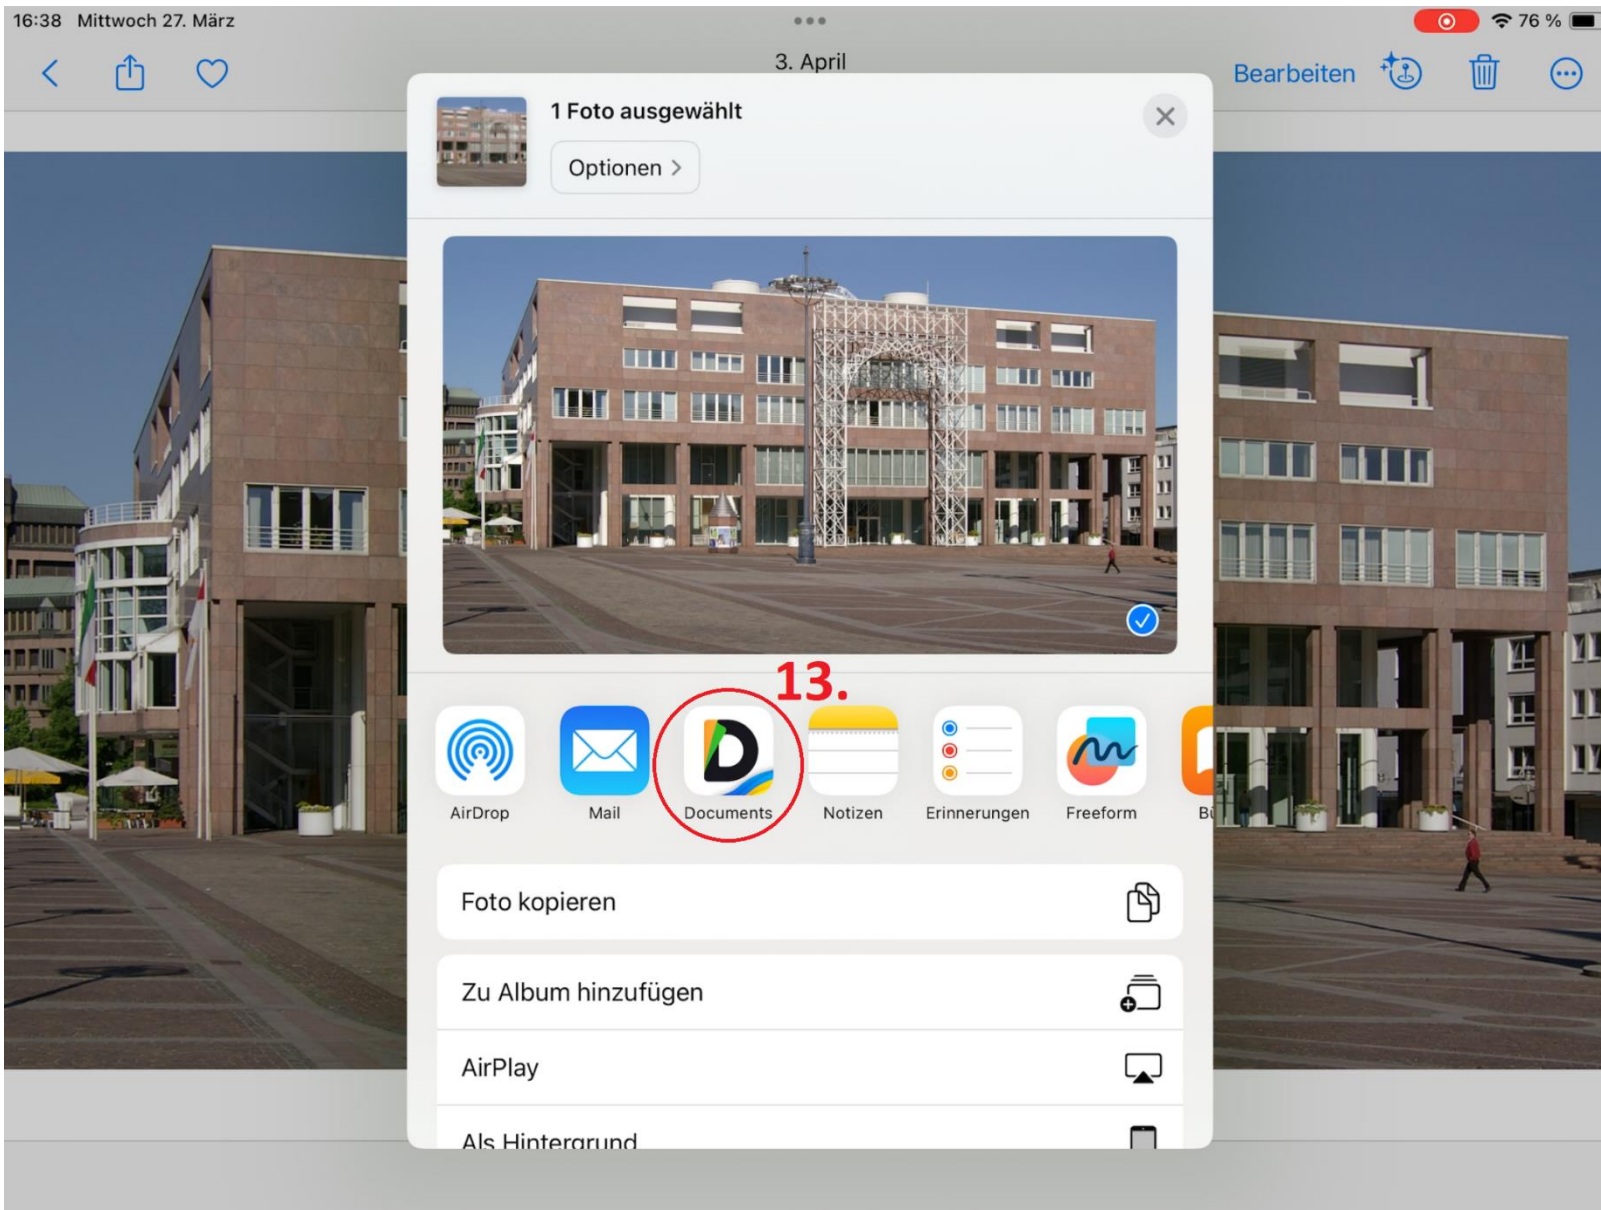 16:38 Mittwoch 27. März
76 %
3. April
Bearbeiten
1 Foto ausgewählt
Optionen
13.
AirDrop
Mail
Documents
Notizen
Erinnerungen
Freeform
Foto kopieren
Zu Album hinzufügen
AirPlay
Als Hintergrund